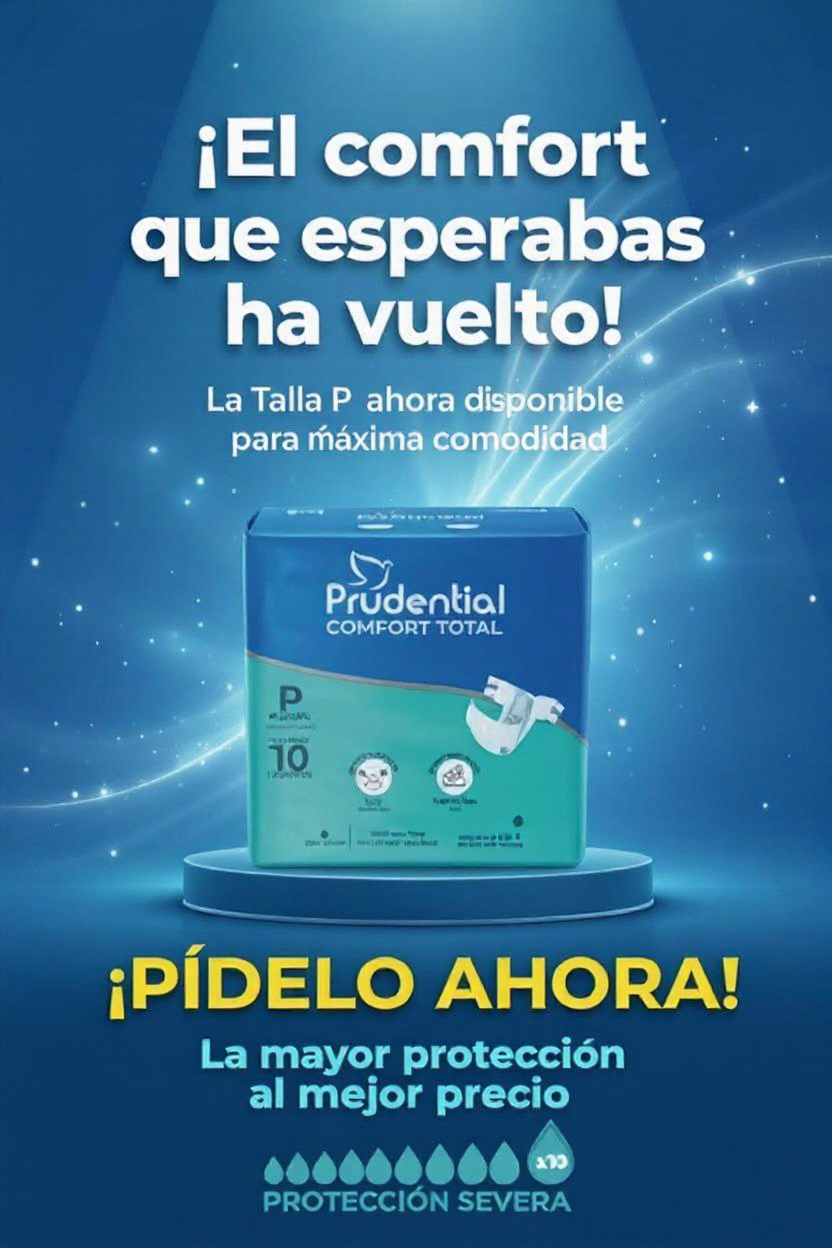 ¡El comfort
que esperabas
ha vuelto!
La Talla P ahora disponible
para máxima comodidad
Prudential
COMFORT TOTAL
P
10
¡PÍDELO AHORA!
La mayor protección
al mejor precio
PROTECCIÓN SEVERA